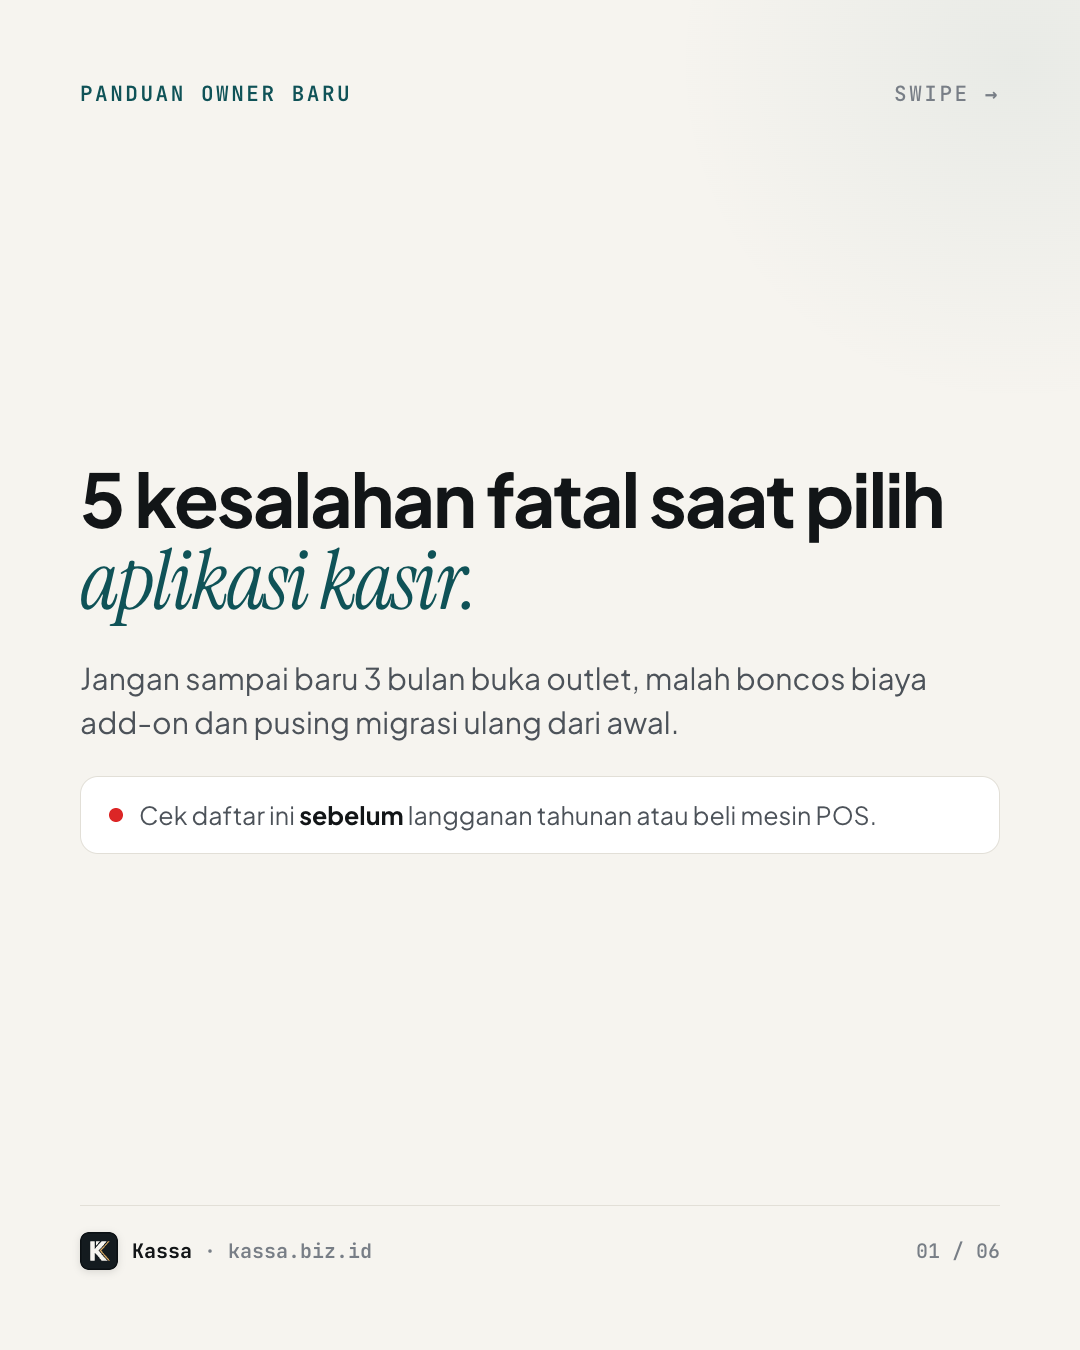 PANDUAN OWNER BARU
SWIPE →
5 kesalahan fatal saat pilih
aplikasi kasir.
Jangan sampai baru 3 bulan buka outlet, malah boncos biaya
add-on dan pusing migrasi ulang dari awal.
Cek daftar ini sebelum langganan tahunan atau beli mesin POS.
K
Kassa · kassa.biz.id
01 / 06